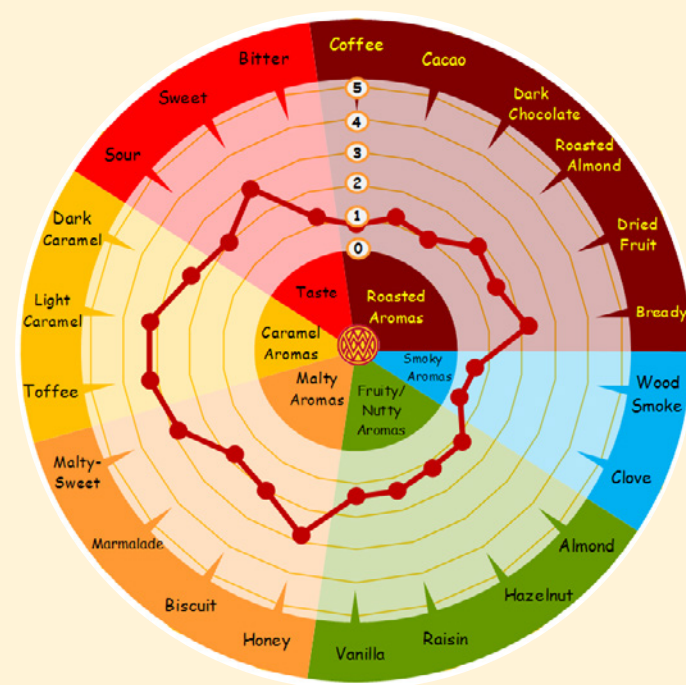 Coffee
Cacao
Dark
Chocolate
Roasted
Almond
Dried
Fruit
Bready
Wood
Smoke
Clove
Almond
Hazelnut
Raisin
Vanilla
Honey
Biscuit
Marmalade
Malty-
Sweet
Toffee
Light
Caramel
Dark
Caramel
Sour
Sweet
Bitter
5
4
3
2
1
0
Taste
Roasted
Aromas
Smoky
Aromas
Fruity/
Nutty
Aromas
Malty
Aromas
Caramel
Aromas